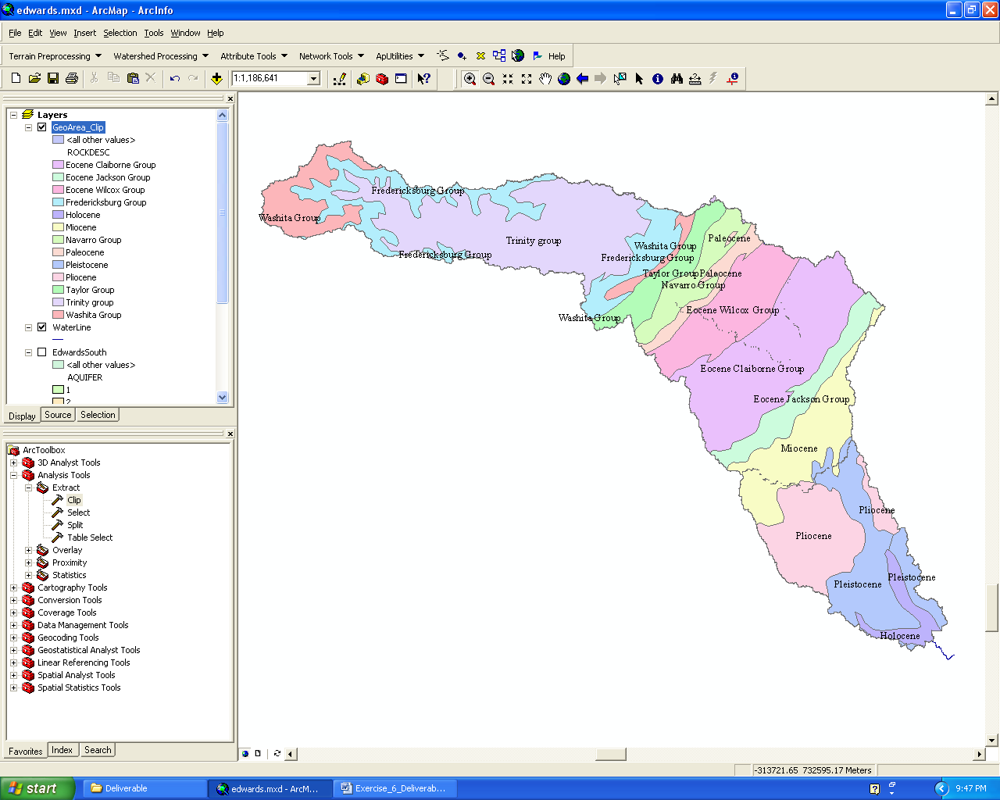 edwards.mxd - ArcMap - ArcInfo
File Edit View Insert Selection Tools Window Help
Terrain Preprocessing Watershed Processing Attribute Tools Network Tools ApUtilities Help
1:1,186,641
Layers
GeoArea_Clip
<all other values>
ROCKDESC
Eocene Claiborne Group
Eocene Jackson Group
Eocene Wilcox Group
Fredericksburg Group
Holocene
Miocene
Navarro Group
Paleocene
Pleistocene
Pliocene
Taylor Group
Trinity group
Washita Group
WaterLine
EdwardsSouth
<all other values>
AQUIFER
1
2
Display Source Selection
ArcToolbox
3D Analyst Tools
Analysis Tools
Extract
Clip
Select
Split
Table Select
Overlay
Proximity
Statistics
Cartography Tools
Conversion Tools
Coverage Tools
Data Management Tools
Geocoding Tools
Geostatistical Analyst Tools
Linear Referencing Tools
Spatial Analyst Tools
Spatial Statistics Tools
Favorites Index Search
Fredericksburg Group
Washita Group
Trinity group
Paleocene
Washita Group
Fredericksburg Group
Fredericksburg Group
Taylor Group Paleocene
Navarro Group
Eocene Wilcox Group
Washita Group
Eocene Claiborne Group
Eocene Jackson Group
Miocene
Pliocene
Pliocene
Pleistocene
Pleistocene
Holocene
-313721.65 732595.17 Meters
start Deliverable edwards.mxd - ArcM... Exercise_6_Deliverab... 9:47 PM